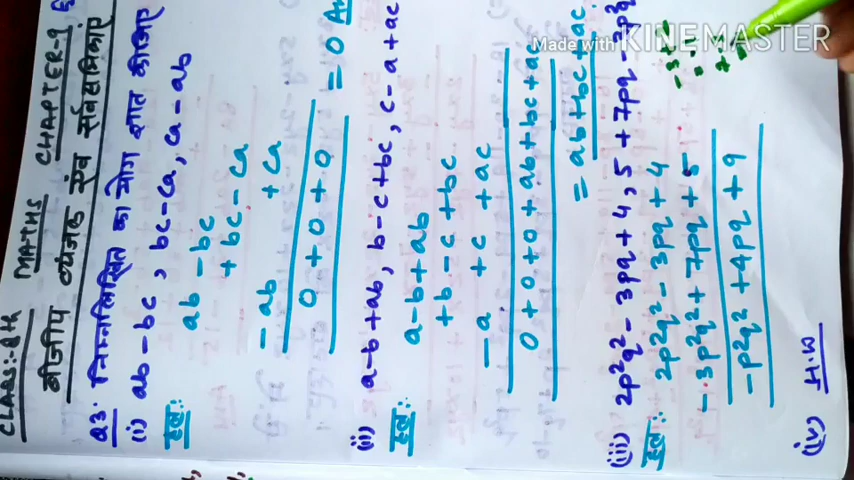 CLASS:-8th MATHS CHAPTER-9
बीजीय व्यंजक एवं सर्वसमिकाएं
Q3. निम्नलिखित का योग ज्ञात कीजिए
(i) ab-bc, bc-ca, ca-ab
हल:-
ab-bc
+bc-ca
-ab +ca
0+0+0 = 0 Ans
(ii) a-b+ab, b-c+bc, c-a+ac
हल:-
a-b+ab
+b-c+bc
-a +c +ac
0+0+0+ab+bc+ac
= ab+bc+ac
(iii) 2p²q²-3pq+4, 5+7pq-3p²q²
हल:-
2p²q²-3pq+4
-3p²q²+7pq+5
-p²q²+4pq+9
(iv) HW
Made with KINEMASTER